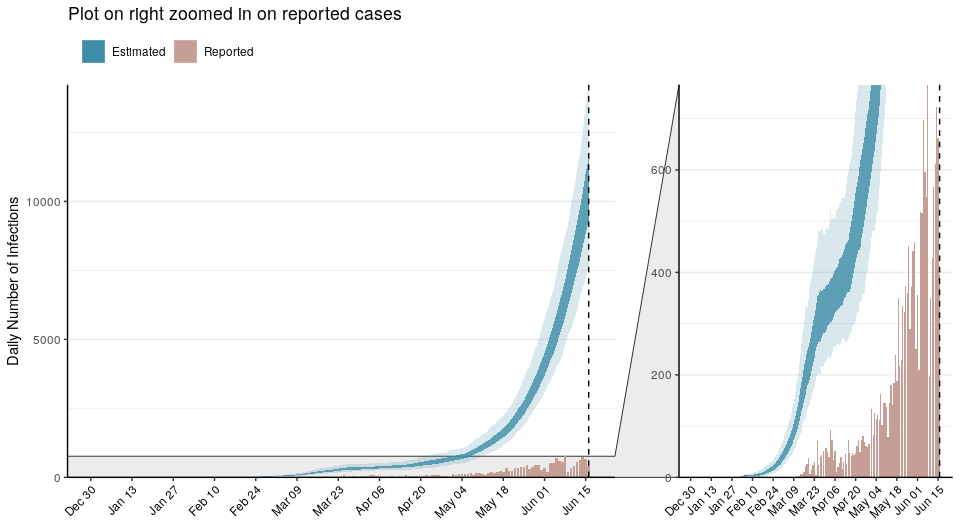 Plot on right zoomed in on reported cases
Estimated Reported
Daily Number of Infections
10000
5000
0
Dec 30 Jan 13 Jan 27 Feb 10 Feb 24 Mar 09 Mar 23 Apr 06 Apr 20 May 04 May 18 Jun 01 Jun 15
600
400
200
0
Dec 30 Jan 13 Jan 27 Feb 10 Feb 24 Mar 09 Mar 23 Apr 06 Apr 20 May 04 May 18 Jun 01 Jun 15